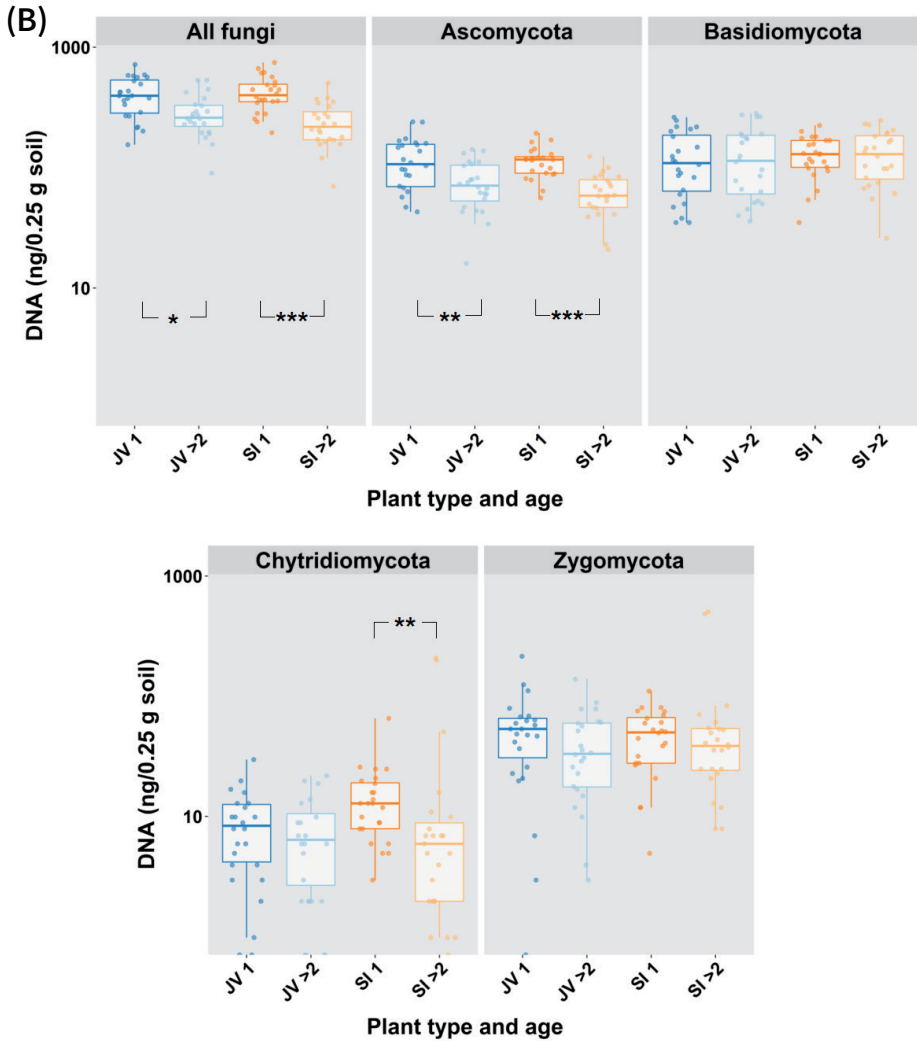 (B)
All fungi Ascomycota Basidiomycota
1000
DNA (ng/0.25 g soil)
10
* *** ** ***
JV 1 JV >2 SI 1 SI >2 JV 1 JV >2 SI 1 SI >2 JV 1 JV >2 SI 1 SI >2
Plant type and age
Chytridiomycota Zygomycota
1000
**
DNA (ng/0.25 g soil)
10
JV 1 JV >2 SI 1 SI >2 JV 1 JV >2 SI 1 SI >2
Plant type and age